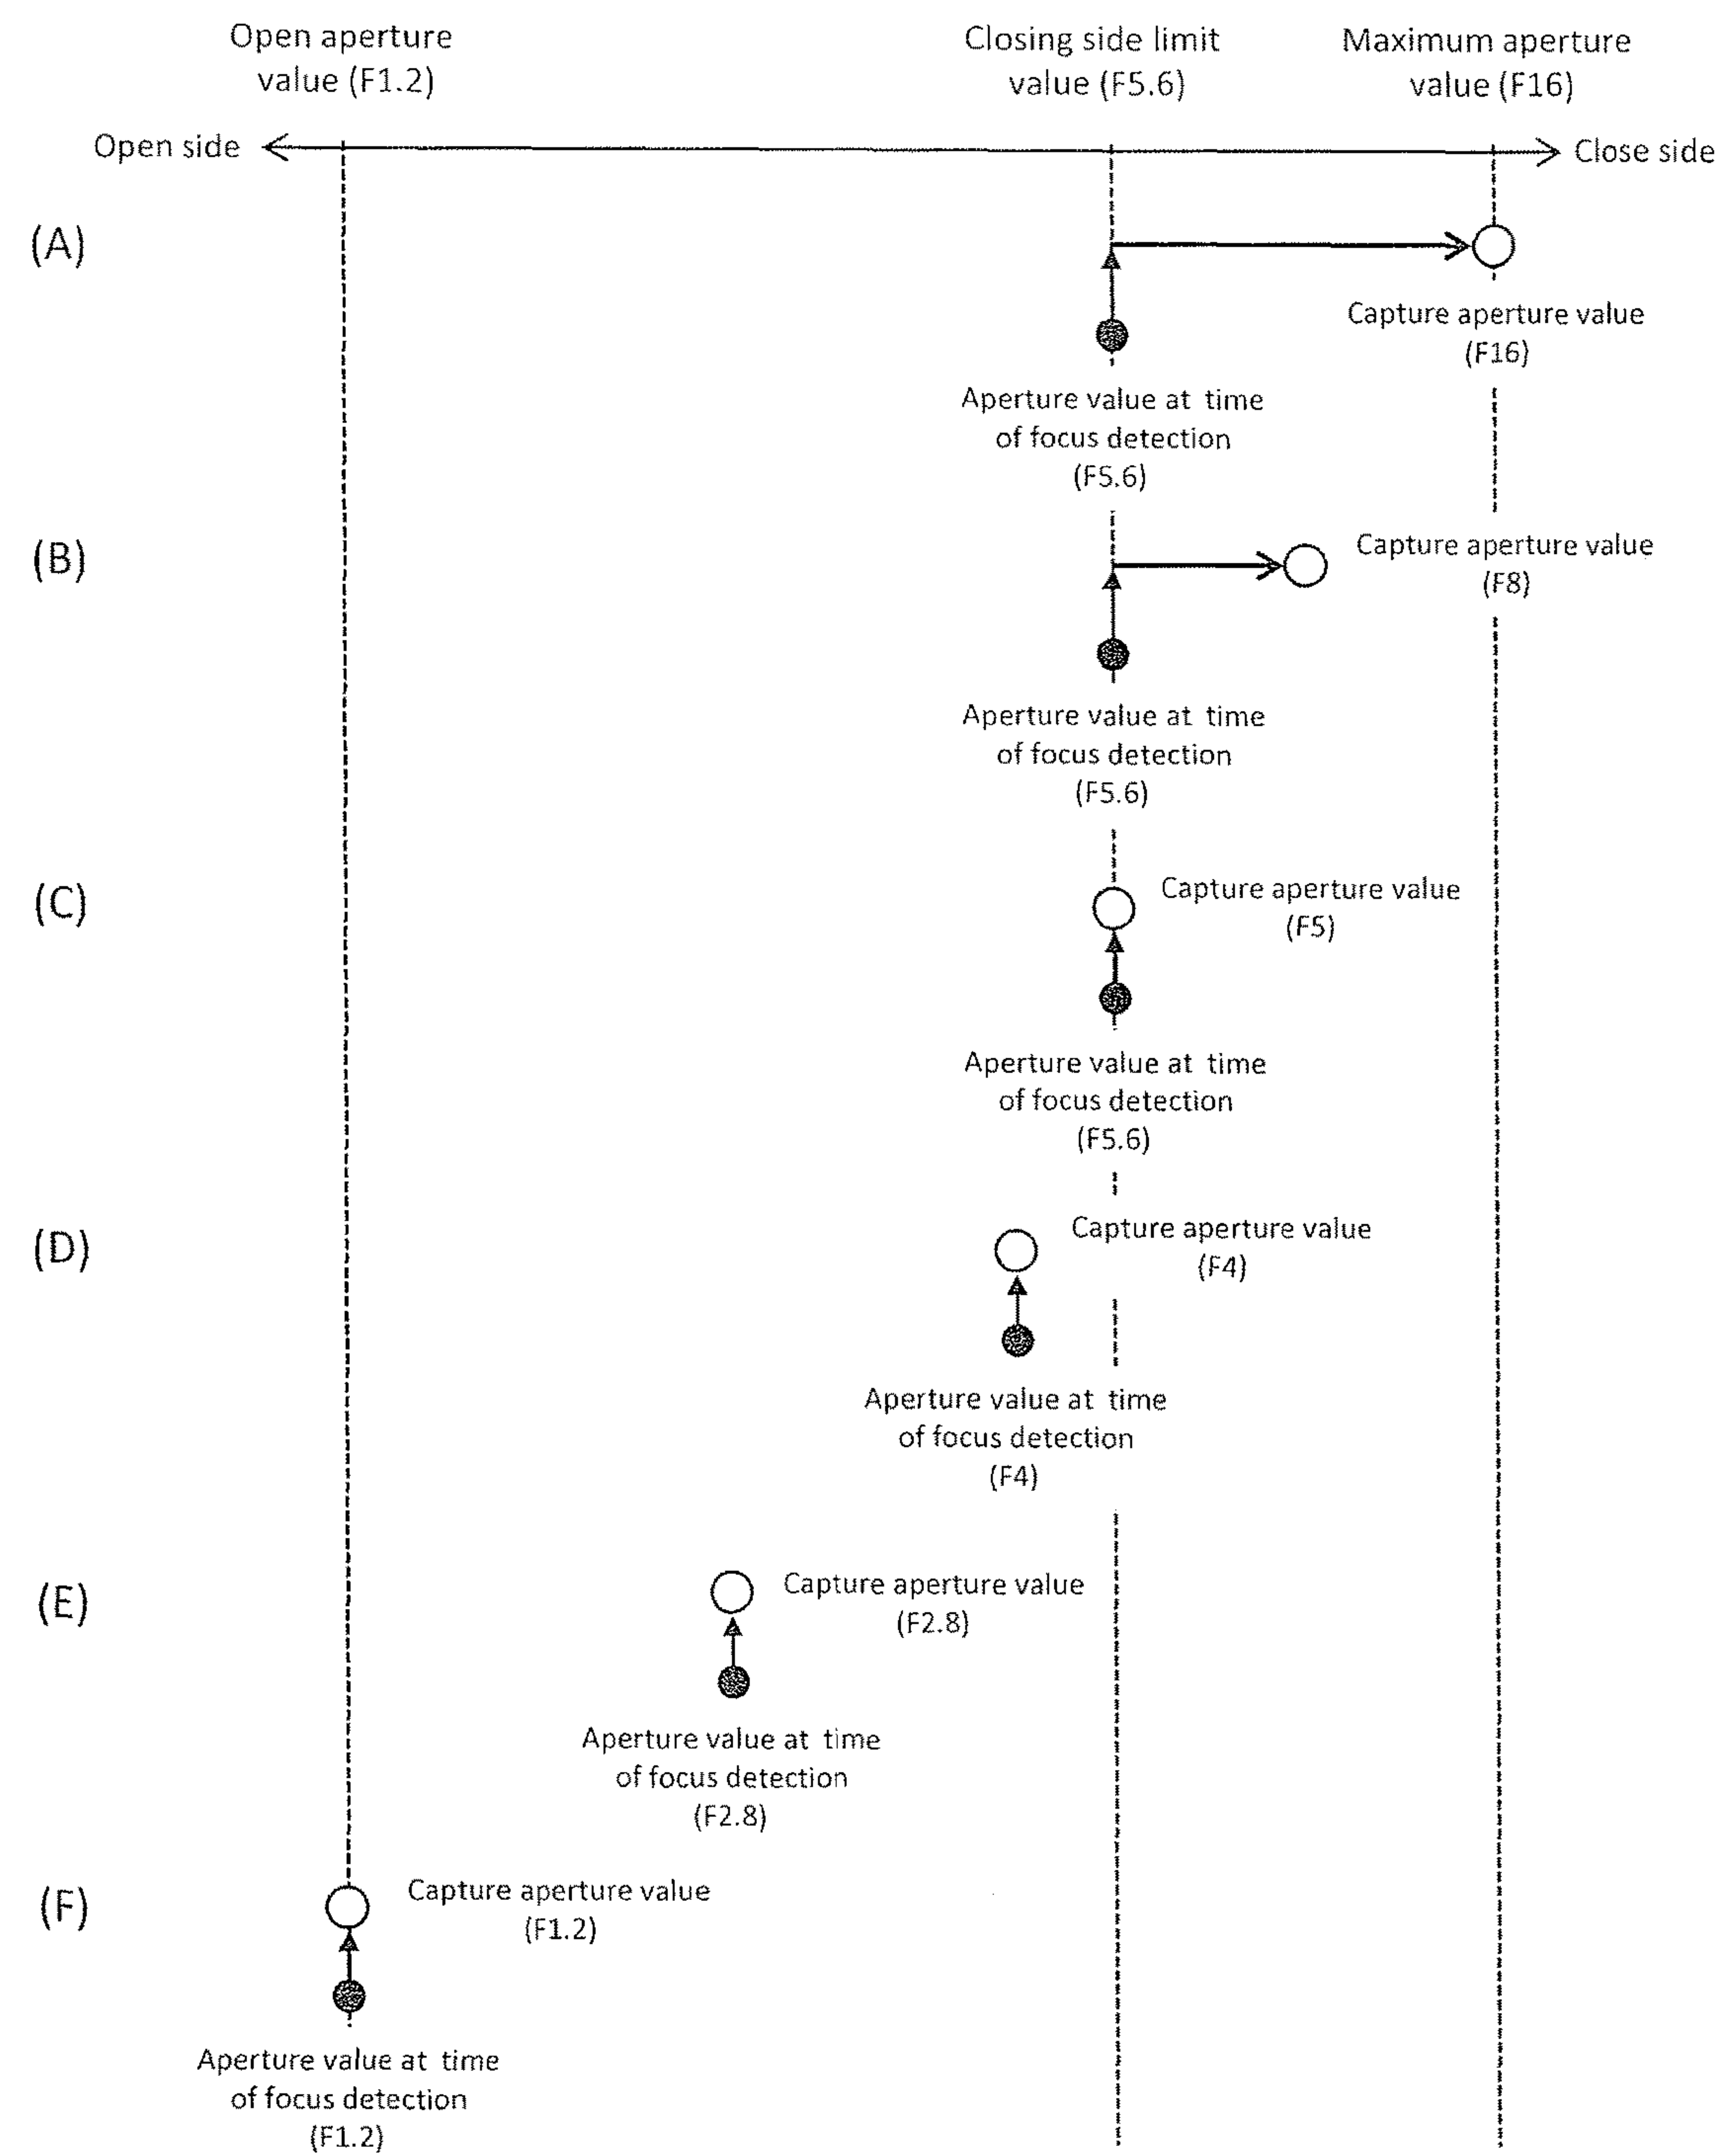 Open aperture
value (F1.2)
Closing side limit
value (F5.6)
Maximum aperture
value (F16)
Open side
Close side
(A)
Capture aperture value
(F16)
Aperture value at time
of focus detection
(F5.6)
(B)
Capture aperture value
(F8)
Aperture value at time
of focus detection
(F5.6)
(C)
Capture aperture value
(F5)
Aperture value at time
of focus detection
(F5.6)
(D)
Capture aperture value
(F4)
Aperture value at time
of focus detection
(F4)
(E)
Capture aperture value
(F2.8)
Aperture value at time
of focus detection
(F2.8)
(F)
Capture aperture value
(F1.2)
Aperture value at time
of focus detection
(F1.2)